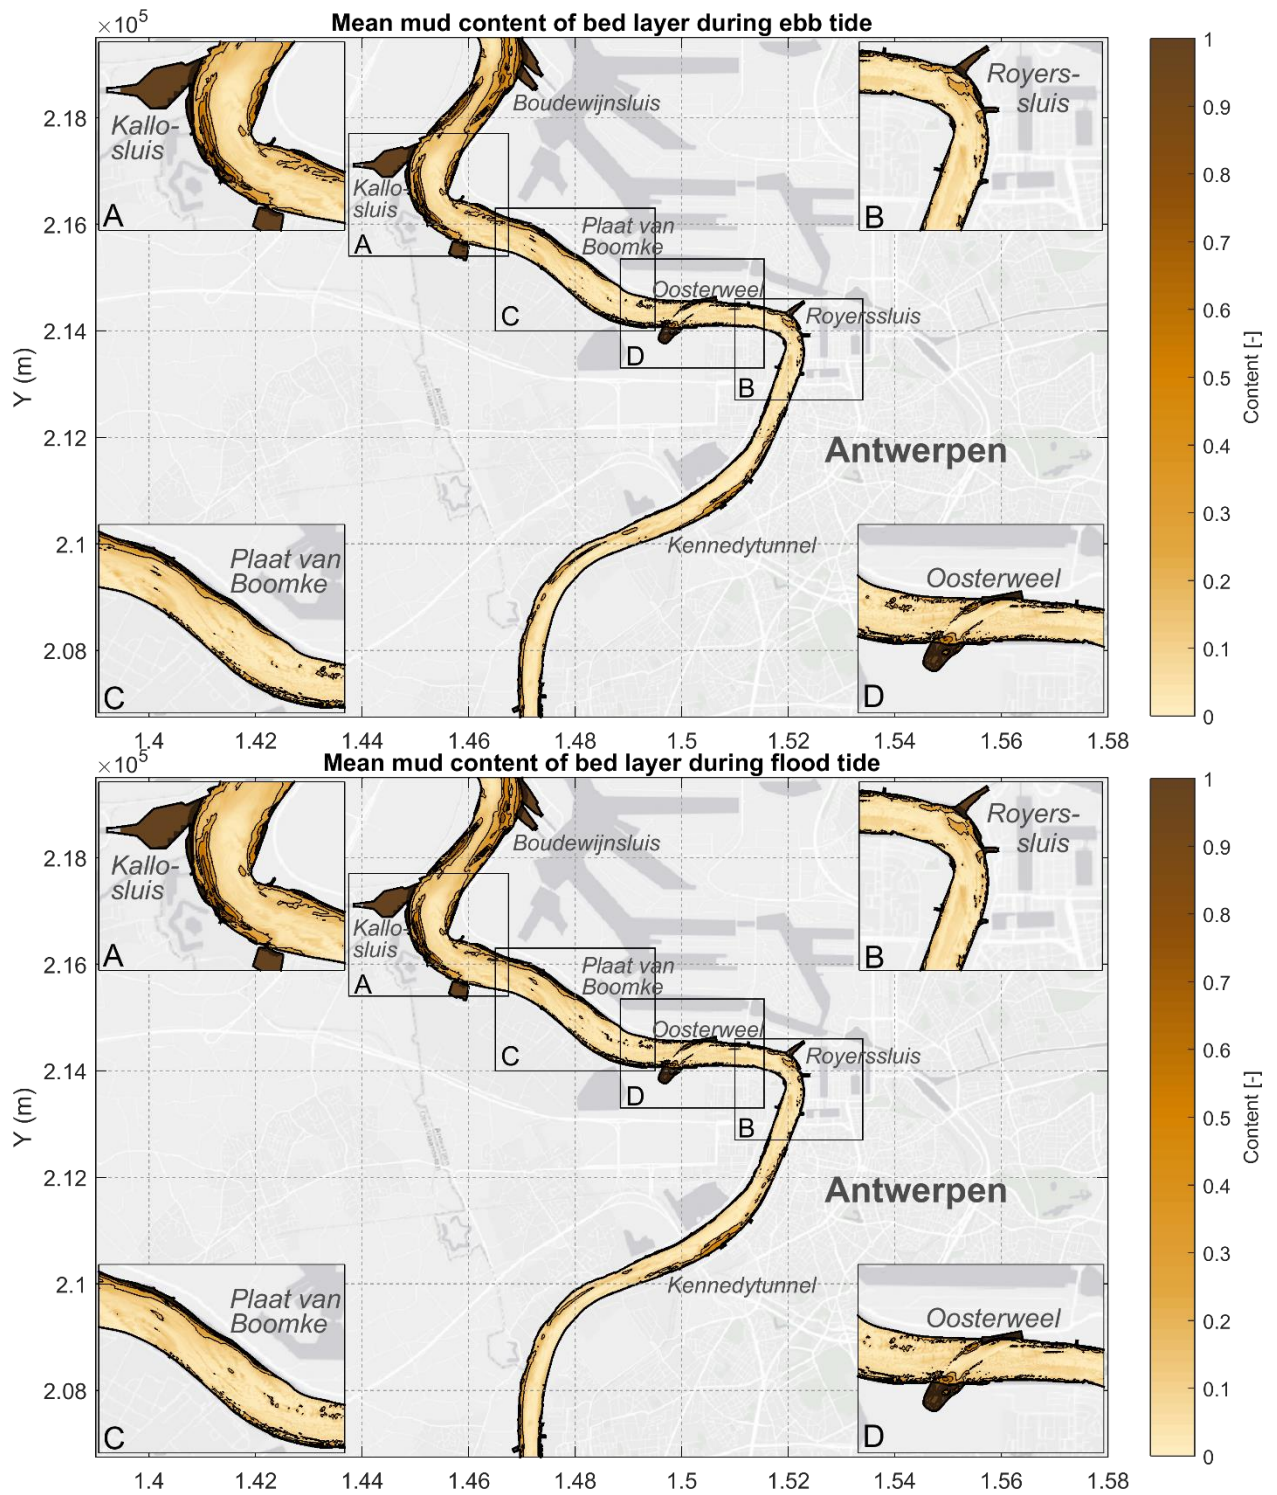 ×10⁵
Mean mud content of bed layer during ebb tide
Kallo-
sluis
A
Boudewijnsluis
Kallo-
sluis
A
Plaat van
Boomke
C
Oosterweel
D
Royerssluis
B
Royers-
sluis
B
Antwerpen
Kennedytunnel
Plaat van
Boomke
C
Oosterweel
D
Y (m)
2.18
2.16
2.14
2.12
2.1
2.08
1.4
1.42
1.44
1.46
1.48
1.5
1.52
1.54
1.56
1.58
1
0.9
0.8
0.7
0.6
0.5
0.4
0.3
0.2
0.1
0
Content [-]
×10⁵
Mean mud content of bed layer during flood tide
Kallo-
sluis
A
Boudewijnsluis
Kallo-
sluis
A
Plaat van
Boomke
C
Oosterweel
D
Royerssluis
B
Royers-
sluis
B
Antwerpen
Kennedytunnel
Plaat van
Boomke
C
Oosterweel
D
Y (m)
2.18
2.16
2.14
2.12
2.1
2.08
1.4
1.42
1.44
1.46
1.48
1.5
1.52
1.54
1.56
1.58
1
0.9
0.8
0.7
0.6
0.5
0.4
0.3
0.2
0.1
0
Content [-]